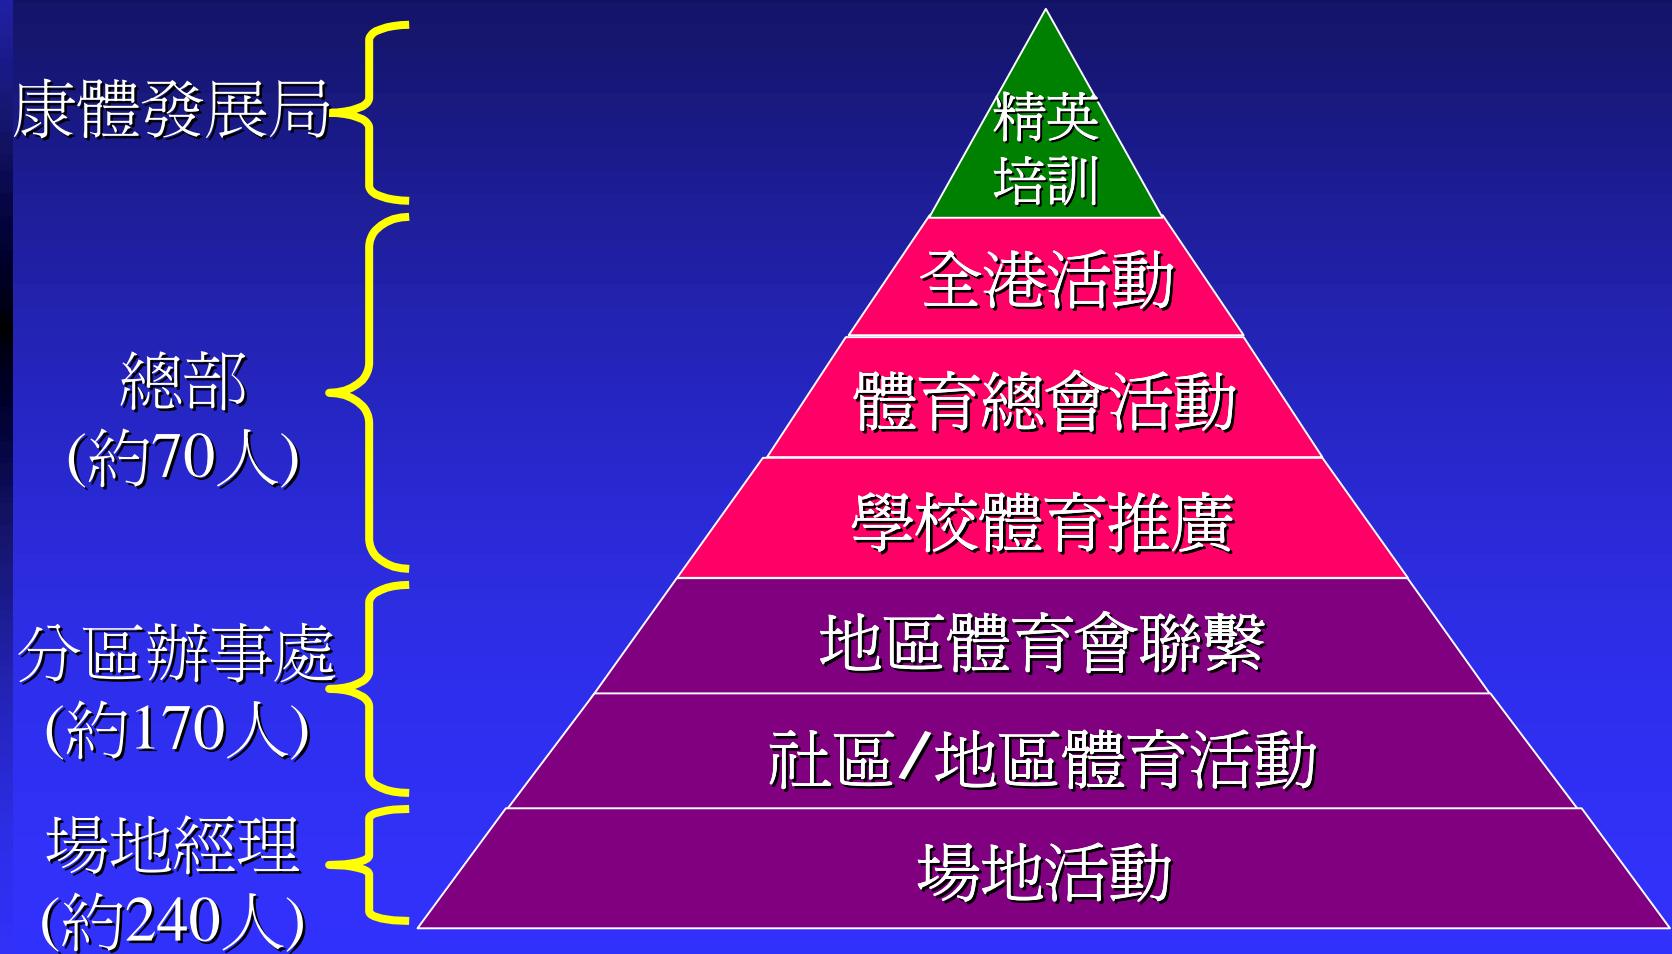 康體發展局
精英
培訓
全港活動
總部
(約70人)
體育總會活動
學校體育推廣
分區辦事處
(約170人)
地區體育會聯繫
社區/地區體育活動
場地經理
(約240人)
場地活動